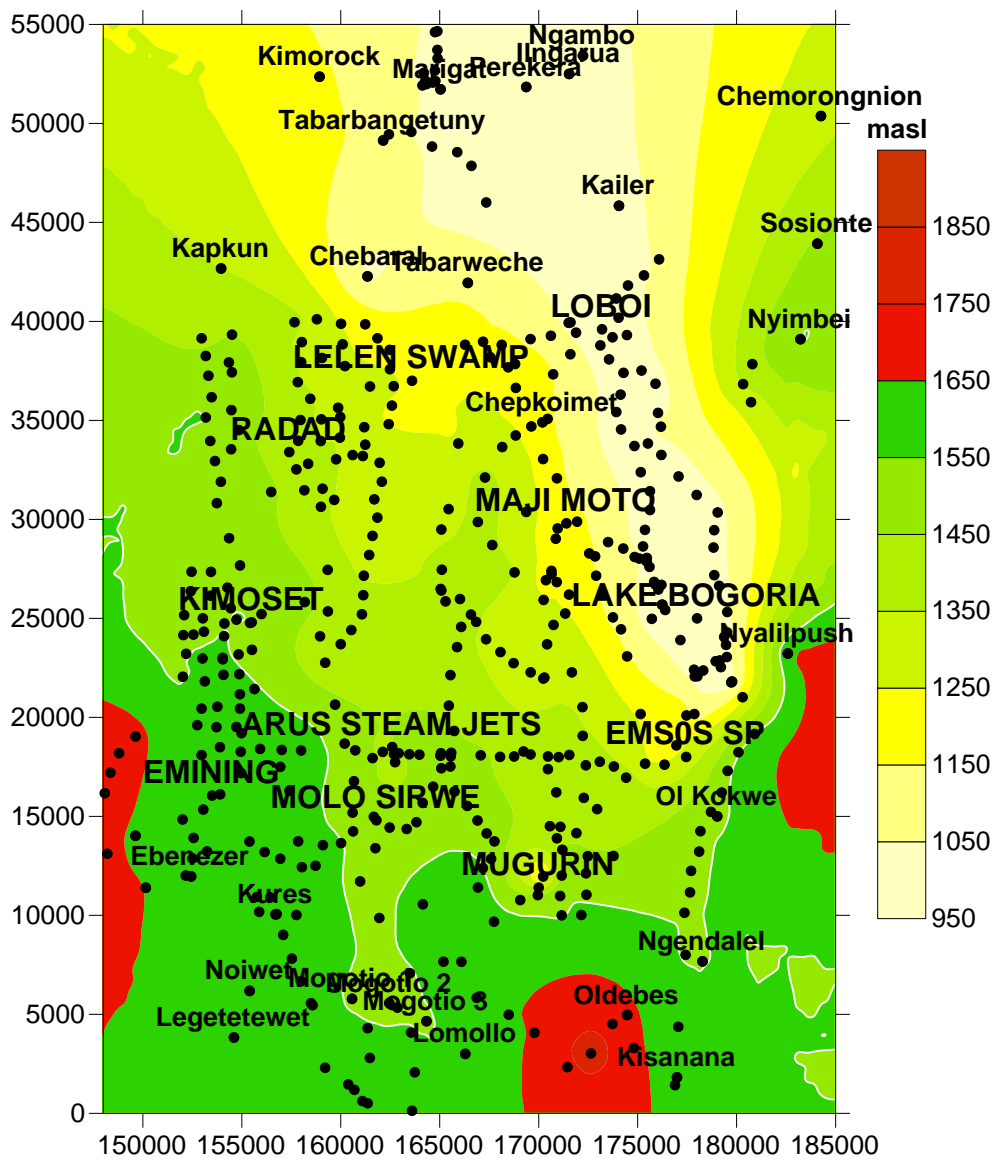 55000
Ngambo
Kimorock
Ilngarua
Marigat
Perekera
Chemorongnion
50000
Tabarbangetuny
masl
Kailer
1850
45000
Sosionte
Kapkun
Chebaral
Tabarweche
1750
LOBOI
40000
Nyimbei
LELEN SWAMP
1650
Chepkoimet
35000
RADAD
1550
MAJI MOTO
30000
1450
KIMOSET
LAKE BOGORIA
25000
1350
Nyalilpush
20000
ARUS STEAM JETS
EMS0S SP
1250
EMINING
1150
MOLO SIRWE
Ol Kokwe
15000
1050
Ebenezer
MUGURIN
Kures
10000
950
Ngendalel
Noiwet
Mogotio 1
Mogotio 2
Mogotio 3
Oldebes
5000
Legetetewet
Lomollo
Kisanana
0
150000 155000 160000 165000 170000 175000 180000 185000